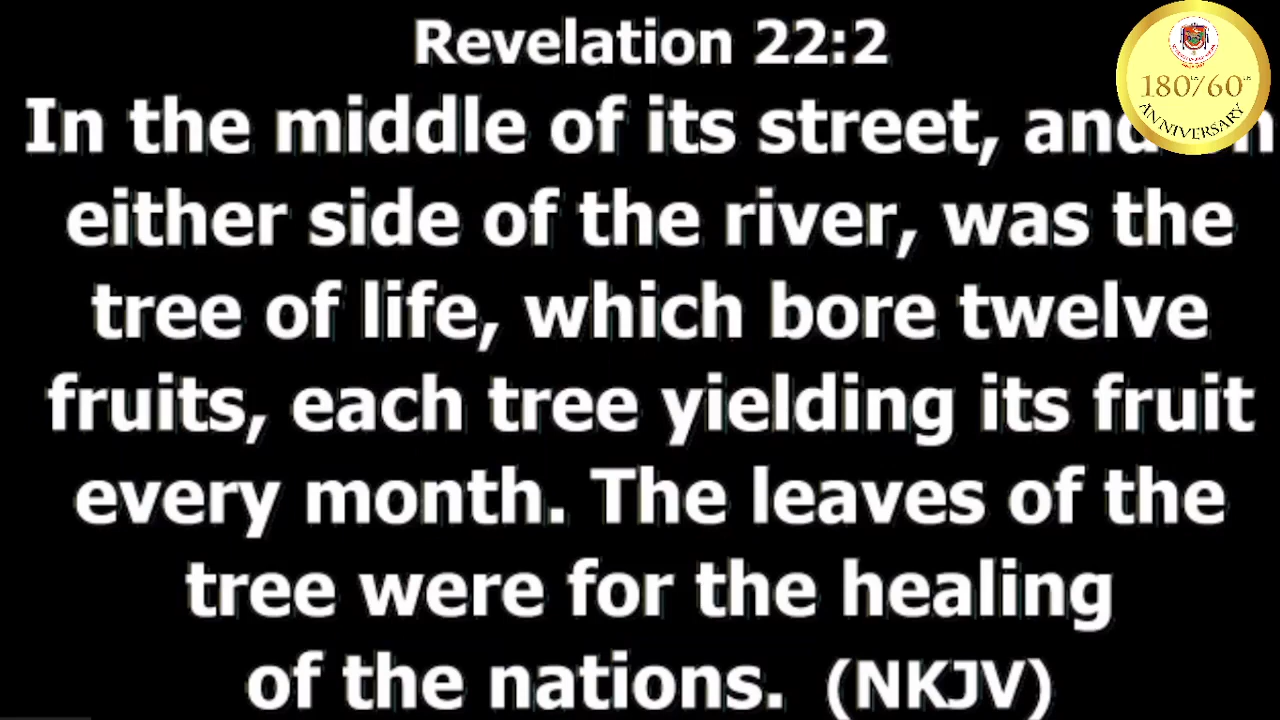 Revelation 22:2
In the middle of its street, and
either side of the river, was the
tree of life, which bore twelve
fruits, each tree yielding its fruit
every month. The leaves of the
tree were for the healing
of the nations. (NKJV)
180TH/60TH
ANNIVERSARY